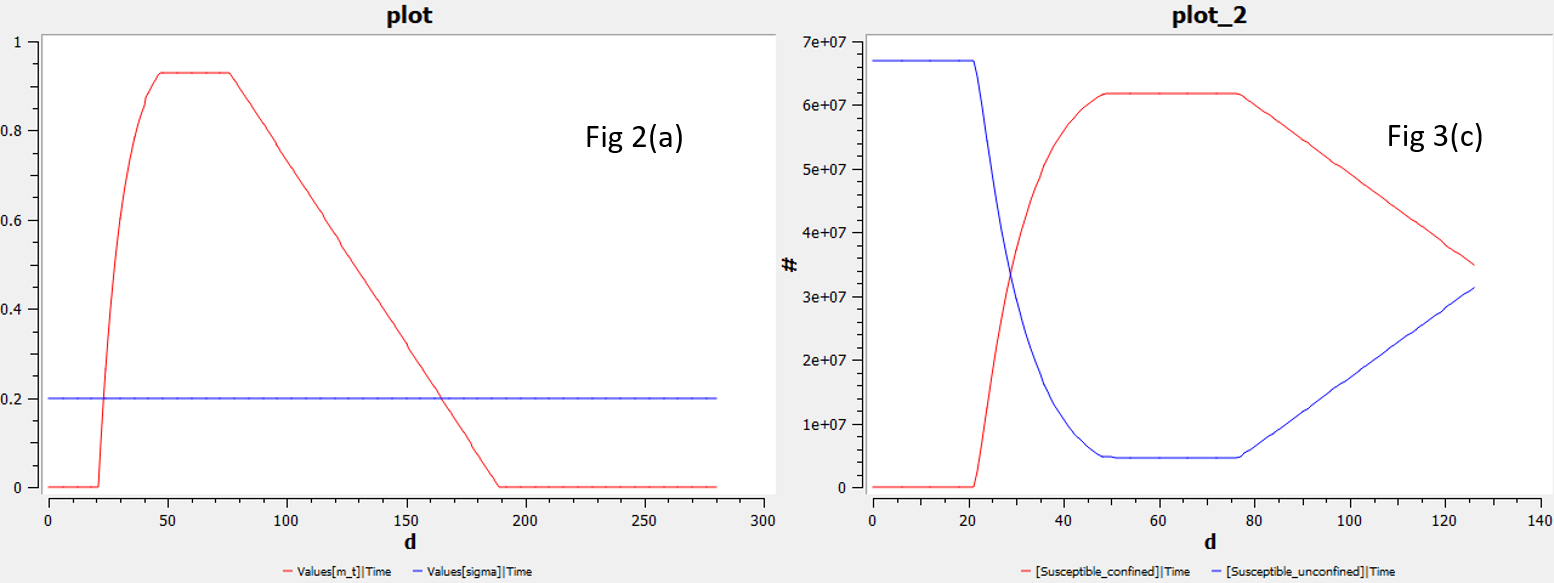 plot
1
0.8
0.6
0.4
0.2
0
0 50 100 150 200 250 300
d
Fig 2(a)
Values[m_t]|Time Values[sigma]|Time
plot_2
7e+07
6e+07
5e+07
4e+07
3e+07
2e+07
1e+07
0
#
0 20 40 60 80 100 120 140
d
Fig 3(c)
[Susceptible_confined]|Time [Susceptible_unconfined]|Time